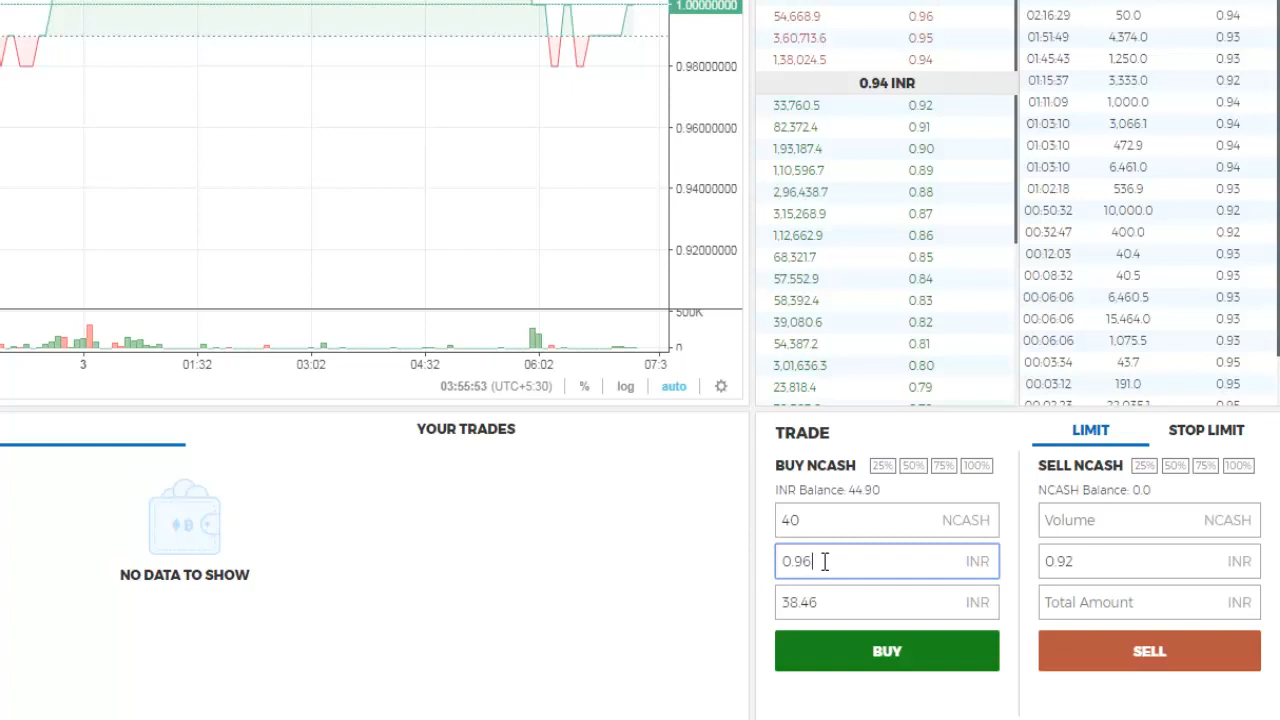 1.00000000
0.98000000
0.96000000
0.94000000
0.92000000
500K
0
3 01:32 03:02 04:32 06:02 07:3
03:55:53 (UTC+5:30) % log auto
54,668.9 0.96
3,60,713.6 0.95
1,38,024.5 0.94
0.94 INR
33,760.5 0.92
82,372.4 0.91
1,93,187.4 0.90
1,10,596.7 0.89
2,96,438.7 0.88
3,15,268.9 0.87
1,12,662.9 0.86
68,321.7 0.85
57,552.9 0.84
58,392.4 0.83
39,080.6 0.82
54,387.2 0.81
3,01,636.3 0.80
23,818.4 0.79
02:16:29 50.0 0.94
01:51:49 4,374.0 0.93
01:45:43 1,250.0 0.93
01:15:37 3,333.0 0.92
01:11:09 1,000.0 0.94
01:03:10 3,066.1 0.94
01:03:10 472.9 0.94
01:03:10 6,461.0 0.94
01:02:18 536.9 0.93
00:50:32 10,000.0 0.92
00:32:47 400.0 0.92
00:12:03 40.4 0.93
00:08:32 40.5 0.93
00:06:06 6,460.5 0.93
00:06:06 15,464.0 0.93
00:06:06 1,075.5 0.93
00:03:34 43.7 0.95
00:03:12 191.0 0.95
00:02:23 22,035.1 0.95
YOUR TRADES
NO DATA TO SHOW
TRADE LIMIT STOP LIMIT
BUY NCASH 25% 50% 75% 100%
INR Balance: 44.90
40 NCASH
0.96 INR
38.46 INR
BUY
SELL NCASH 25% 50% 75% 100%
NCASH Balance: 0.0
Volume NCASH
0.92 INR
Total Amount INR
SELL